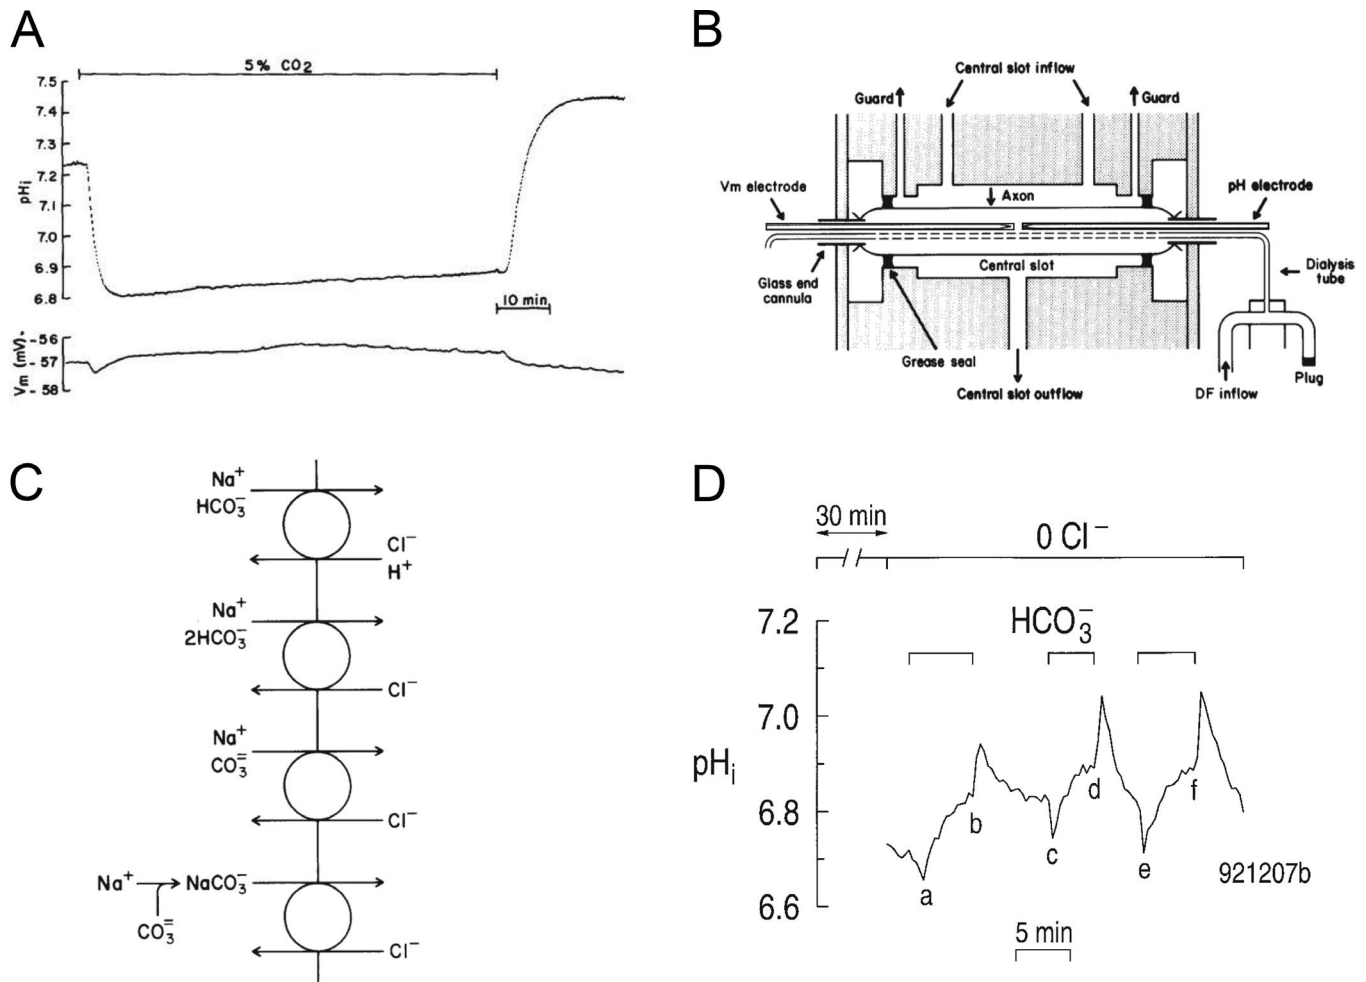 A
5% CO2
7.5
7.4
7.3
7.2
7.1
7.0
6.9
6.8
pHi
10 min
- 56
- 57
- 58
Vm (mV)
B
Central slot inflow
Guard
Guard
Vm electrode
Axon
pH electrode
Glass end
cannula
Central slot
Dialysis
tube
Grease seal
Central slot outflow
DF inflow
Plug
C
Na+
HCO3−
Cl−
H+
Na+
2HCO3−
Cl−
Na+
CO3=
Cl−
Na+
NaCO3−
CO3=
Cl−
D
30 min
0 Cl−
HCO3−
7.2
7.0
6.8
6.6
pHi
a
b
c
d
e
f
921207b
5 min